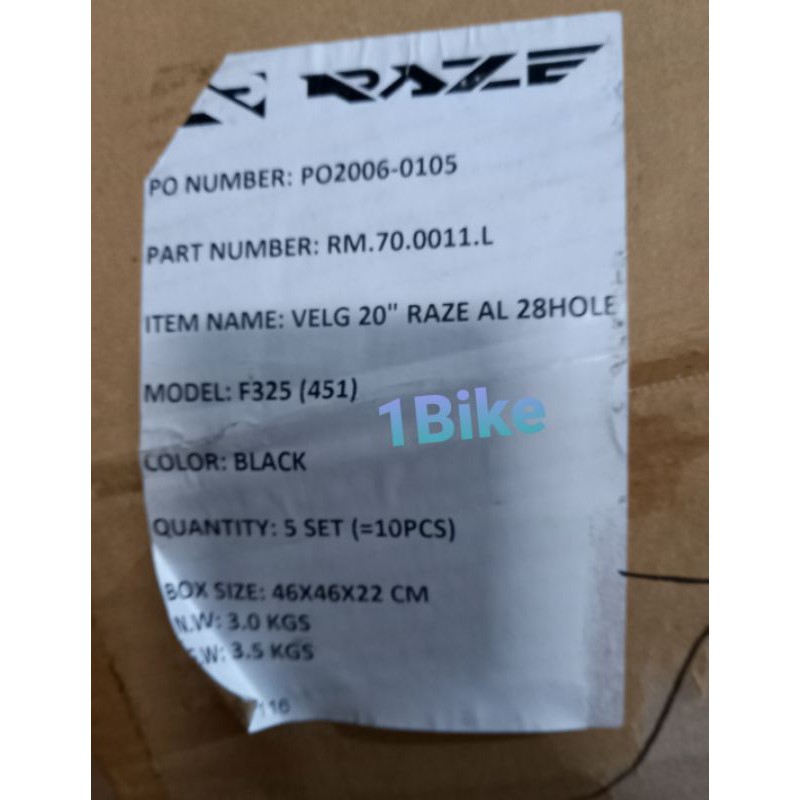 RAZE
PO NUMBER: PO2006-0105
PART NUMBER: RM.70.0011.L
ITEM NAME: VELG 20" RAZE AL 28HOLE
MODEL: F325 (451)
1Bike
COLOR: BLACK
QUANTITY: 5 SET (=10PCS)
BOX SIZE: 46X46X22 CM
N.W: 3.0 KGS
G.W: 3.5 KGS
116